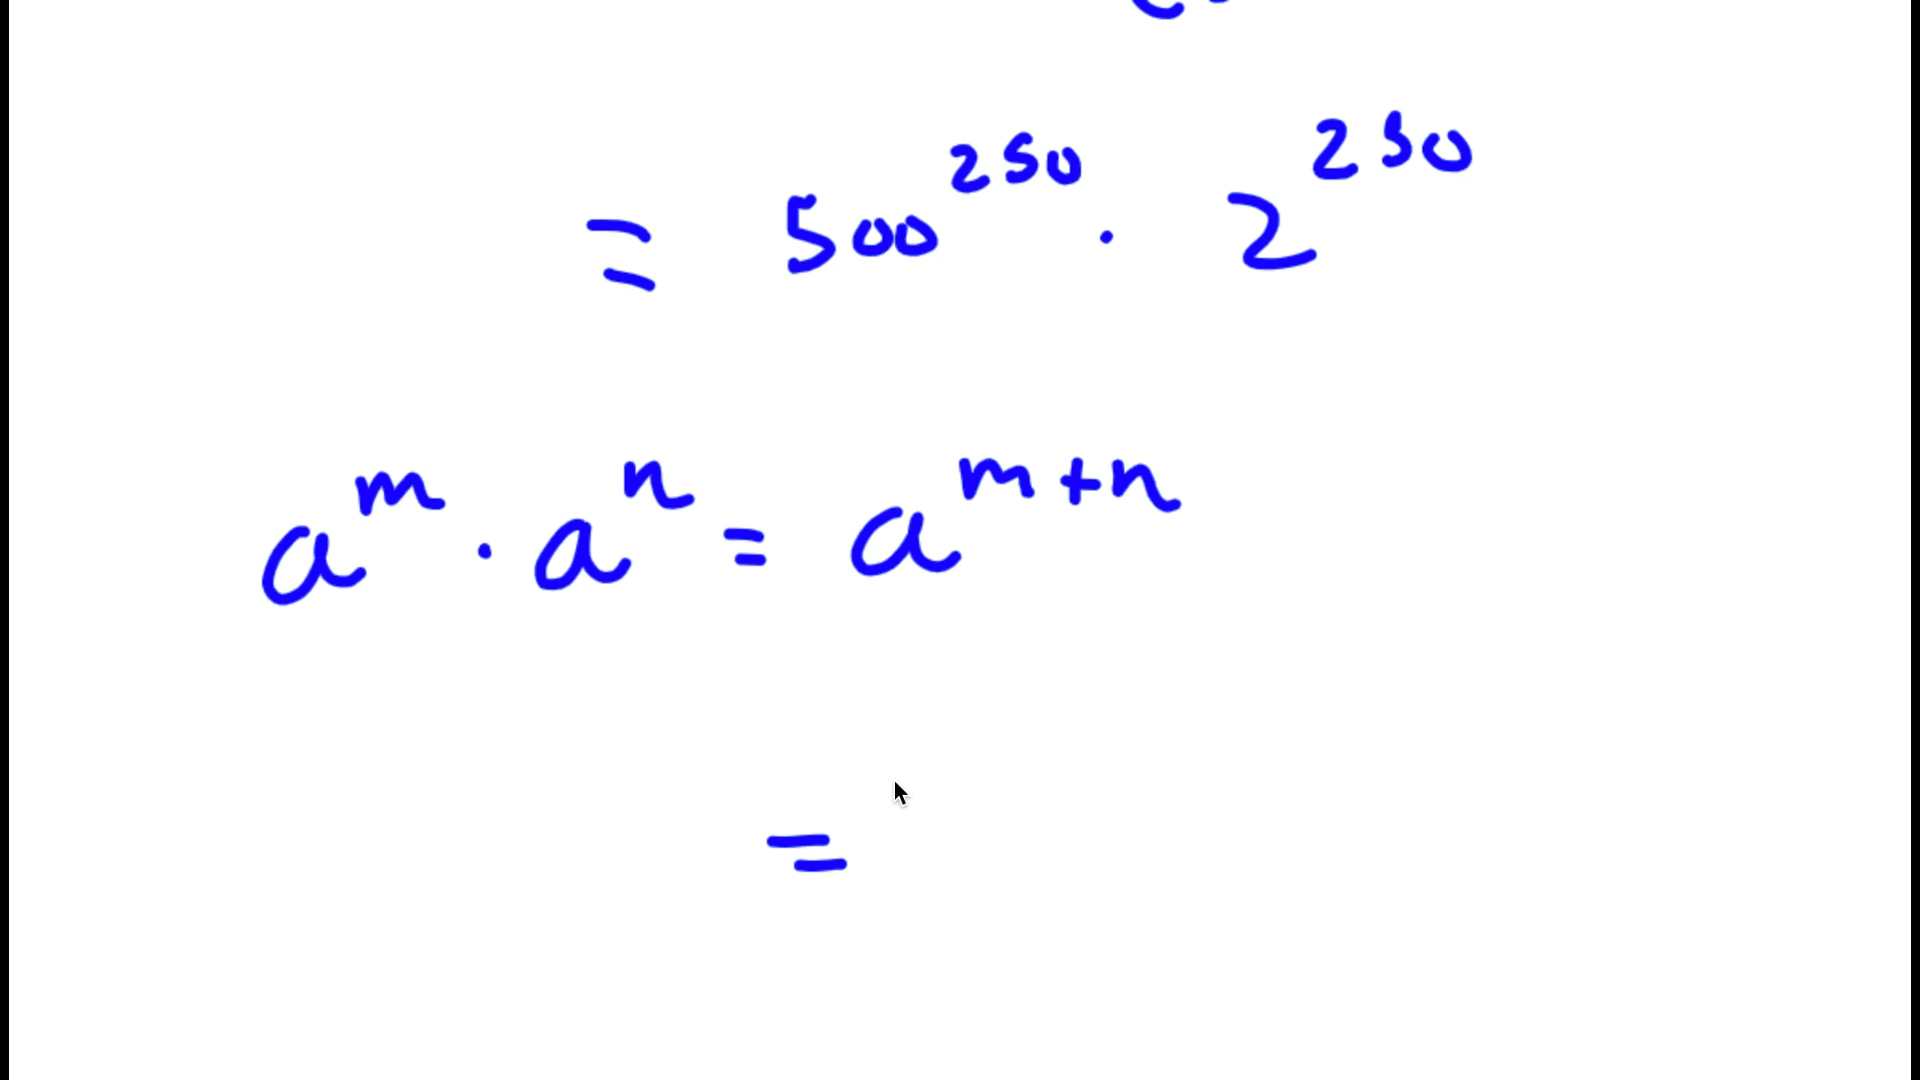 = 500^250 · 2^250
a^m · a^n = a^m+n
=